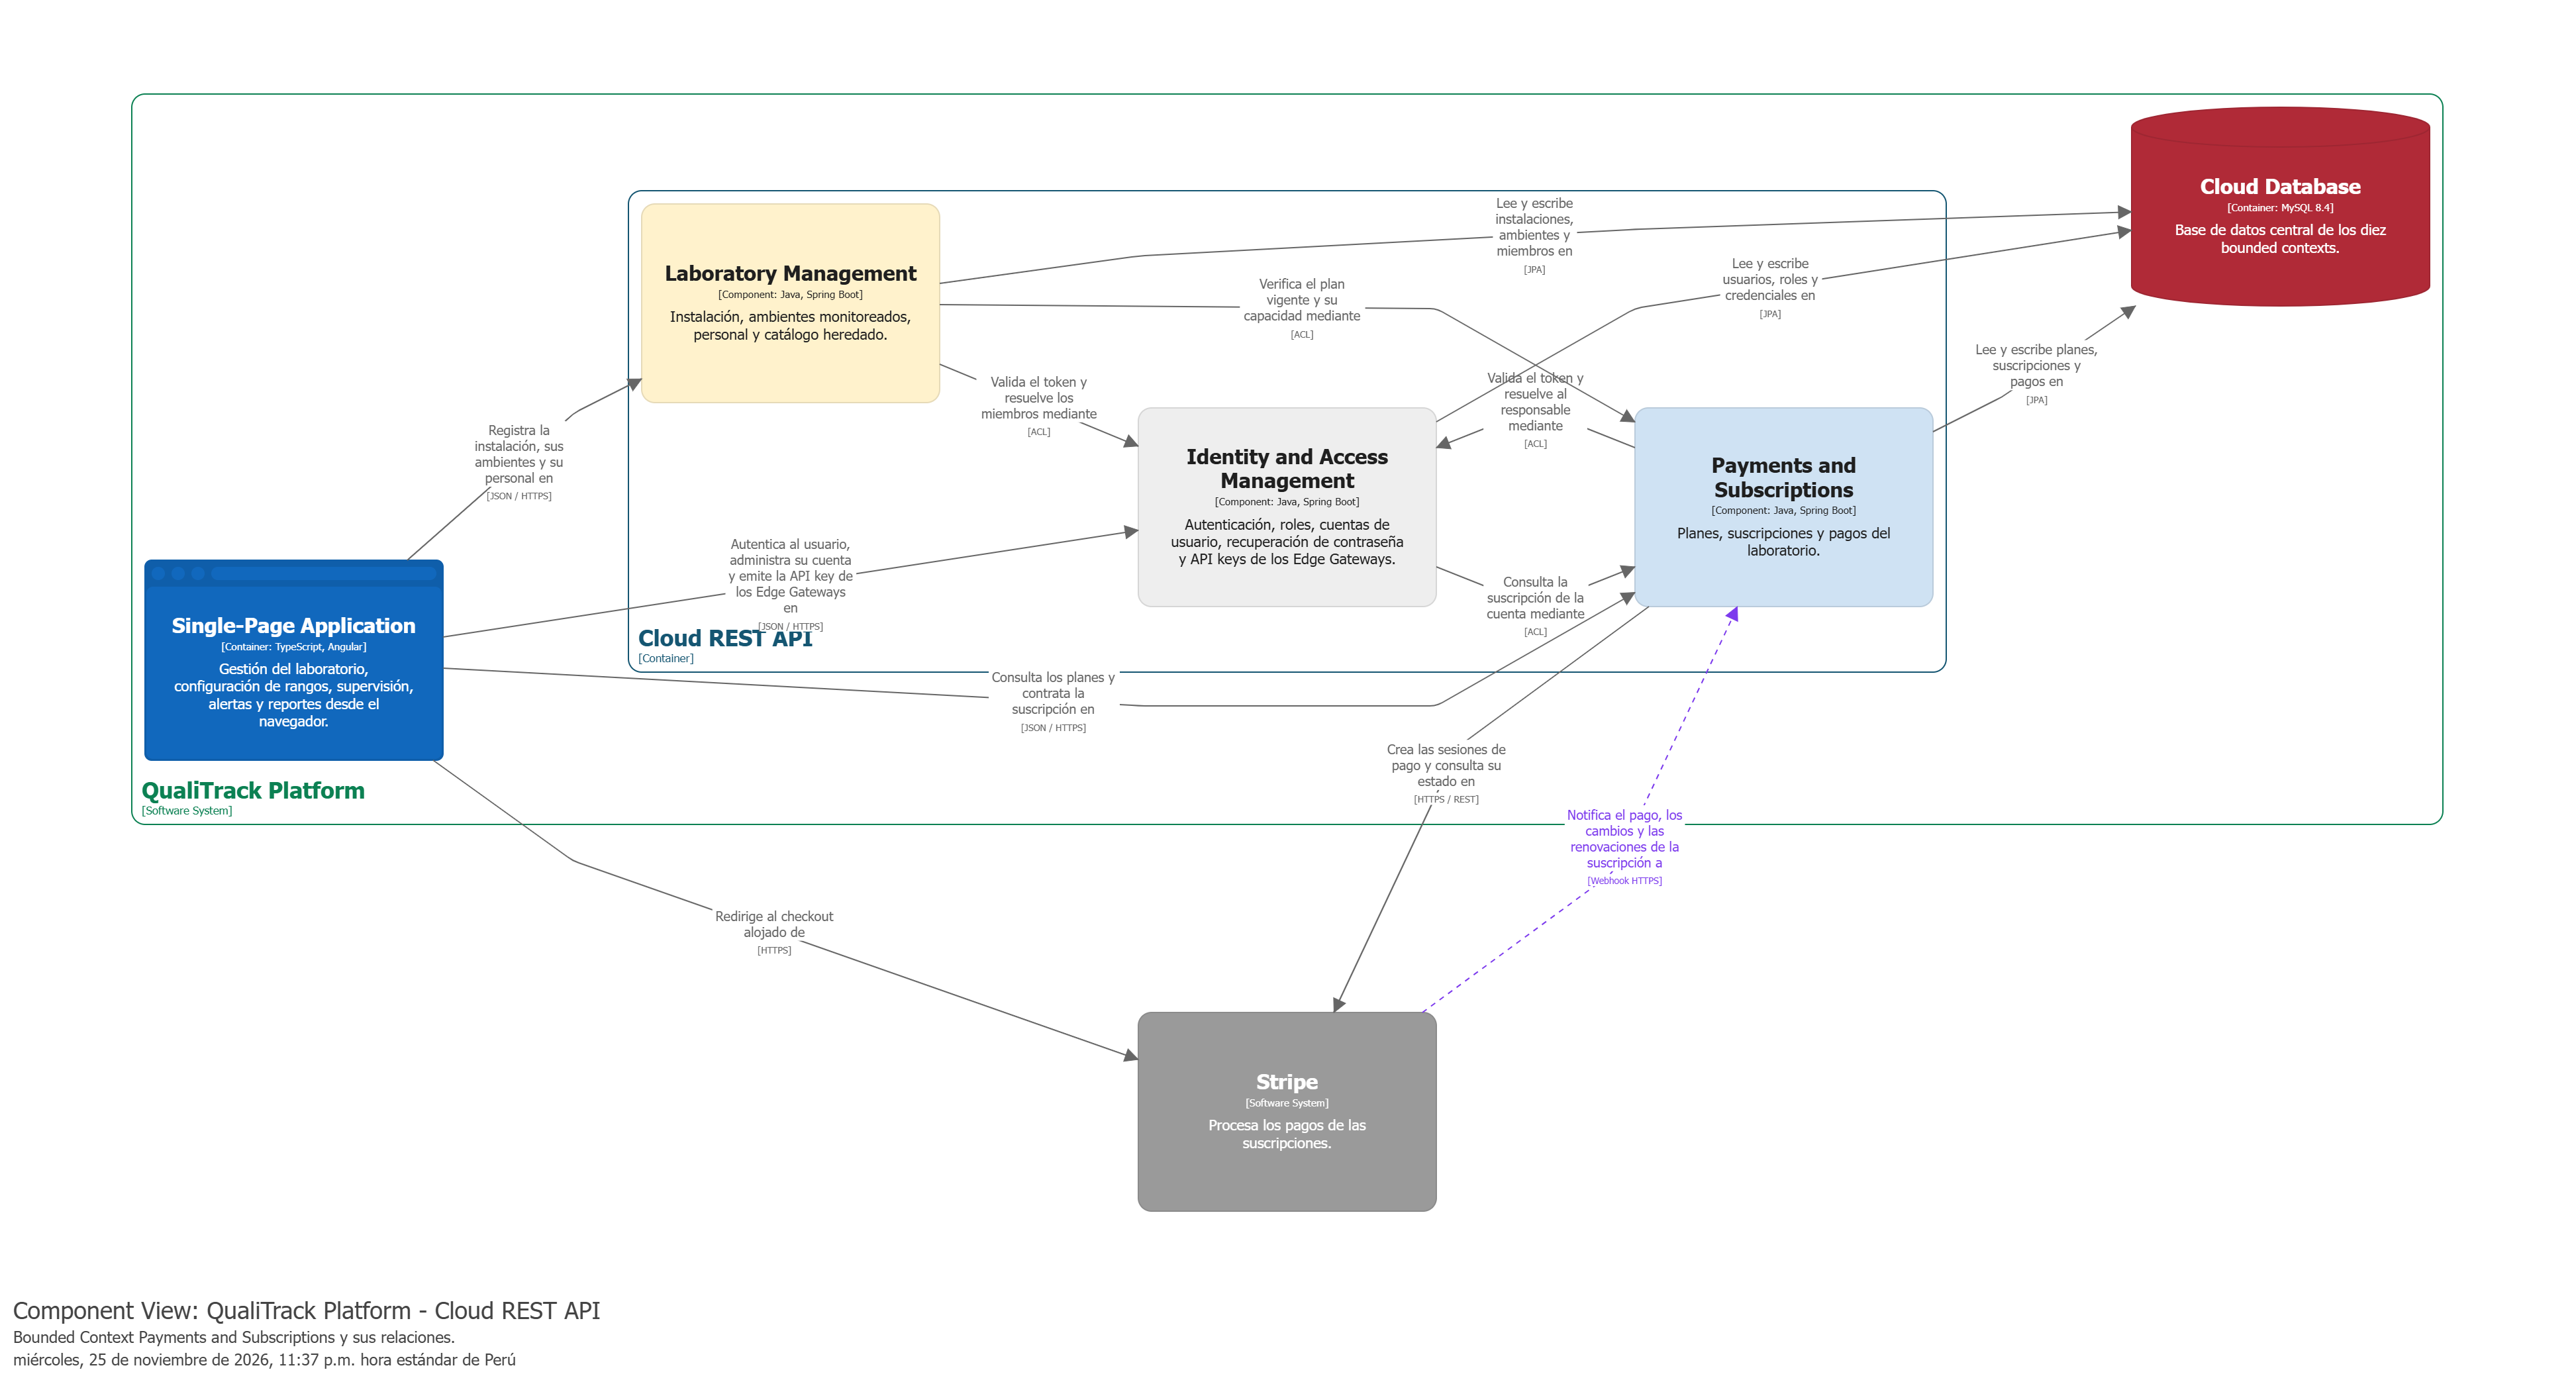 Cloud Database
[Container: MySQL 8.4]
Base de datos central de los diez
bounded contexts.
Lee y escribe
instalaciones,
ambientes y
miembros en
[JPA]
Laboratory Management
[Component: Java, Spring Boot]
Instalación, ambientes monitoreados,
personal y catálogo heredado.
Verifica el plan
vigente y su
capacidad mediante
[ACL]
Lee y escribe
usuarios, roles y
credenciales en
[JPA]
Lee y escribe planes,
suscripciones y
pagos en
[JPA]
Valida el token y
resuelve los
miembros mediante
[ACL]
Valida el token y
resuelve al
responsable
mediante
[ACL]
Registra la
instalación, sus
ambientes y su
personal en
[JSON / HTTPS]
Identity and Access
Management
[Component: Java, Spring Boot]
Autenticación, roles, cuentas de
usuario, recuperación de contraseña
y API keys de los Edge Gateways.
Payments and
Subscriptions
[Component: Java, Spring Boot]
Planes, suscripciones y pagos del
laboratorio.
Autentica al usuario,
administra su cuenta
y emite la API key de
los Edge Gateways
en
[JSON / HTTPS]
Consulta la
suscripción de la
cuenta mediante
[ACL]
Cloud REST API
[Container]
Single-Page Application
[Container: TypeScript, Angular]
Gestión del laboratorio,
configuración de rangos, supervisión,
alertas y reportes desde el
navegador.
Consulta los planes y
contrata la
suscripción en
[JSON / HTTPS]
Crea las sesiones de
pago y consulta su
estado en
[HTTPS / REST]
QualiTrack Platform
[Software System]
Notifica el pago, los
cambios y las
renovaciones de la
suscripción a
[Webhook HTTPS]
Redirige al checkout
alojado de
[HTTPS]
Stripe
[Software System]
Procesa los pagos de las
suscripciones.
Component View: QualiTrack Platform - Cloud REST API
Bounded Context Payments and Subscriptions y sus relaciones.
miércoles, 25 de noviembre de 2026, 11:37 p.m. hora estándar de Perú